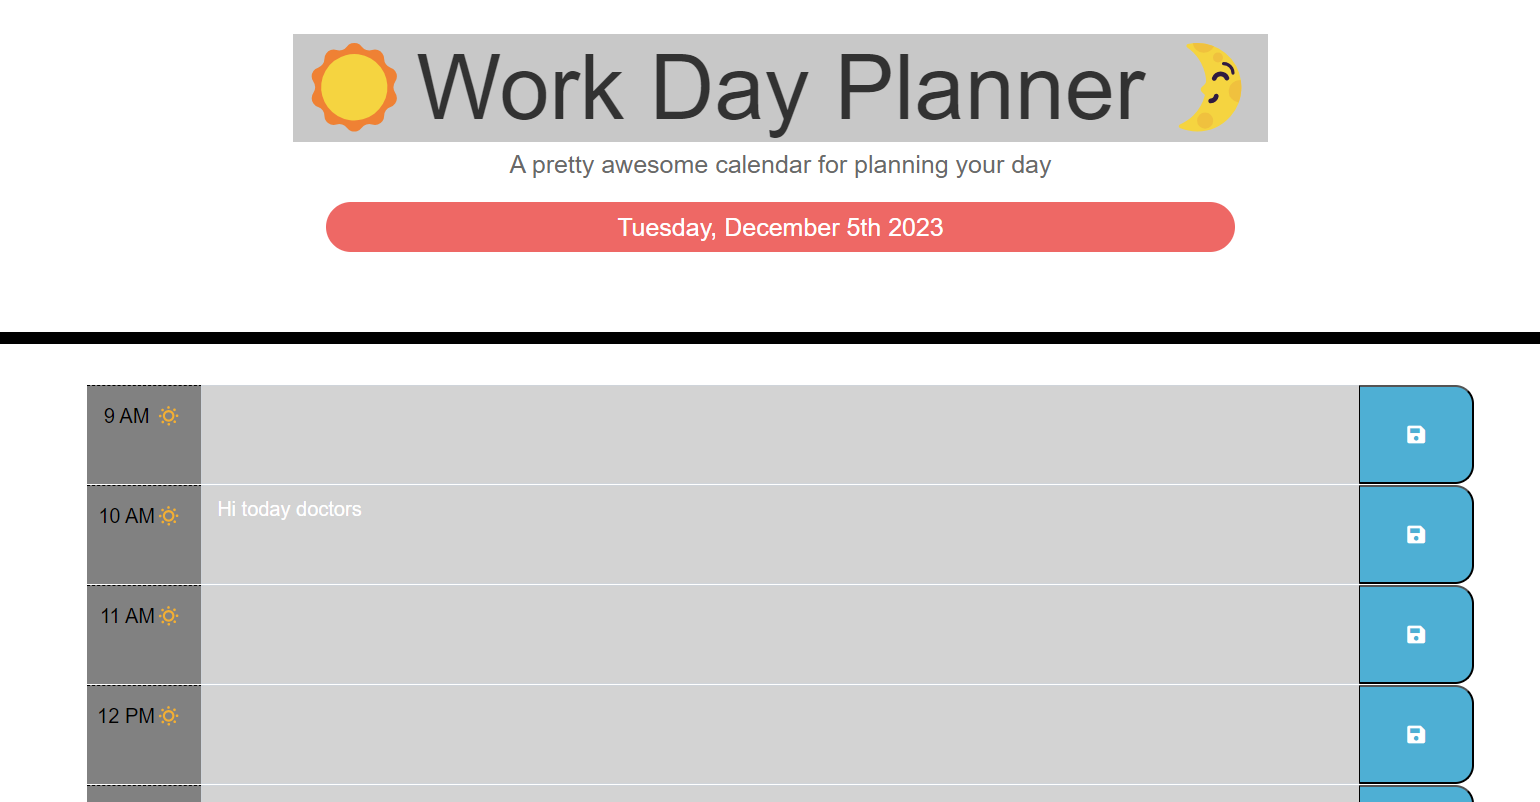 Work Day Planner
A pretty awesome calendar for planning your day
Tuesday, December 5th 2023
9 AM
10 AM
Hi today doctors
11 AM
12 PM